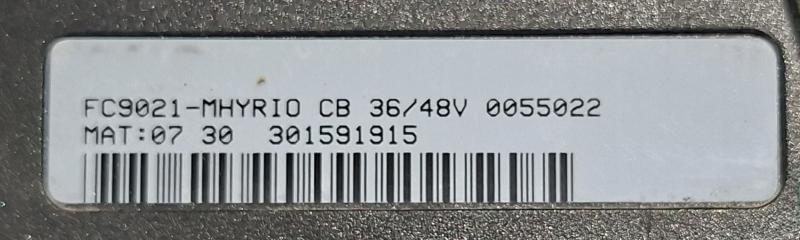 FC9021-MHYRIO CB 36/48V 0055022
MAT:07 30 301591915